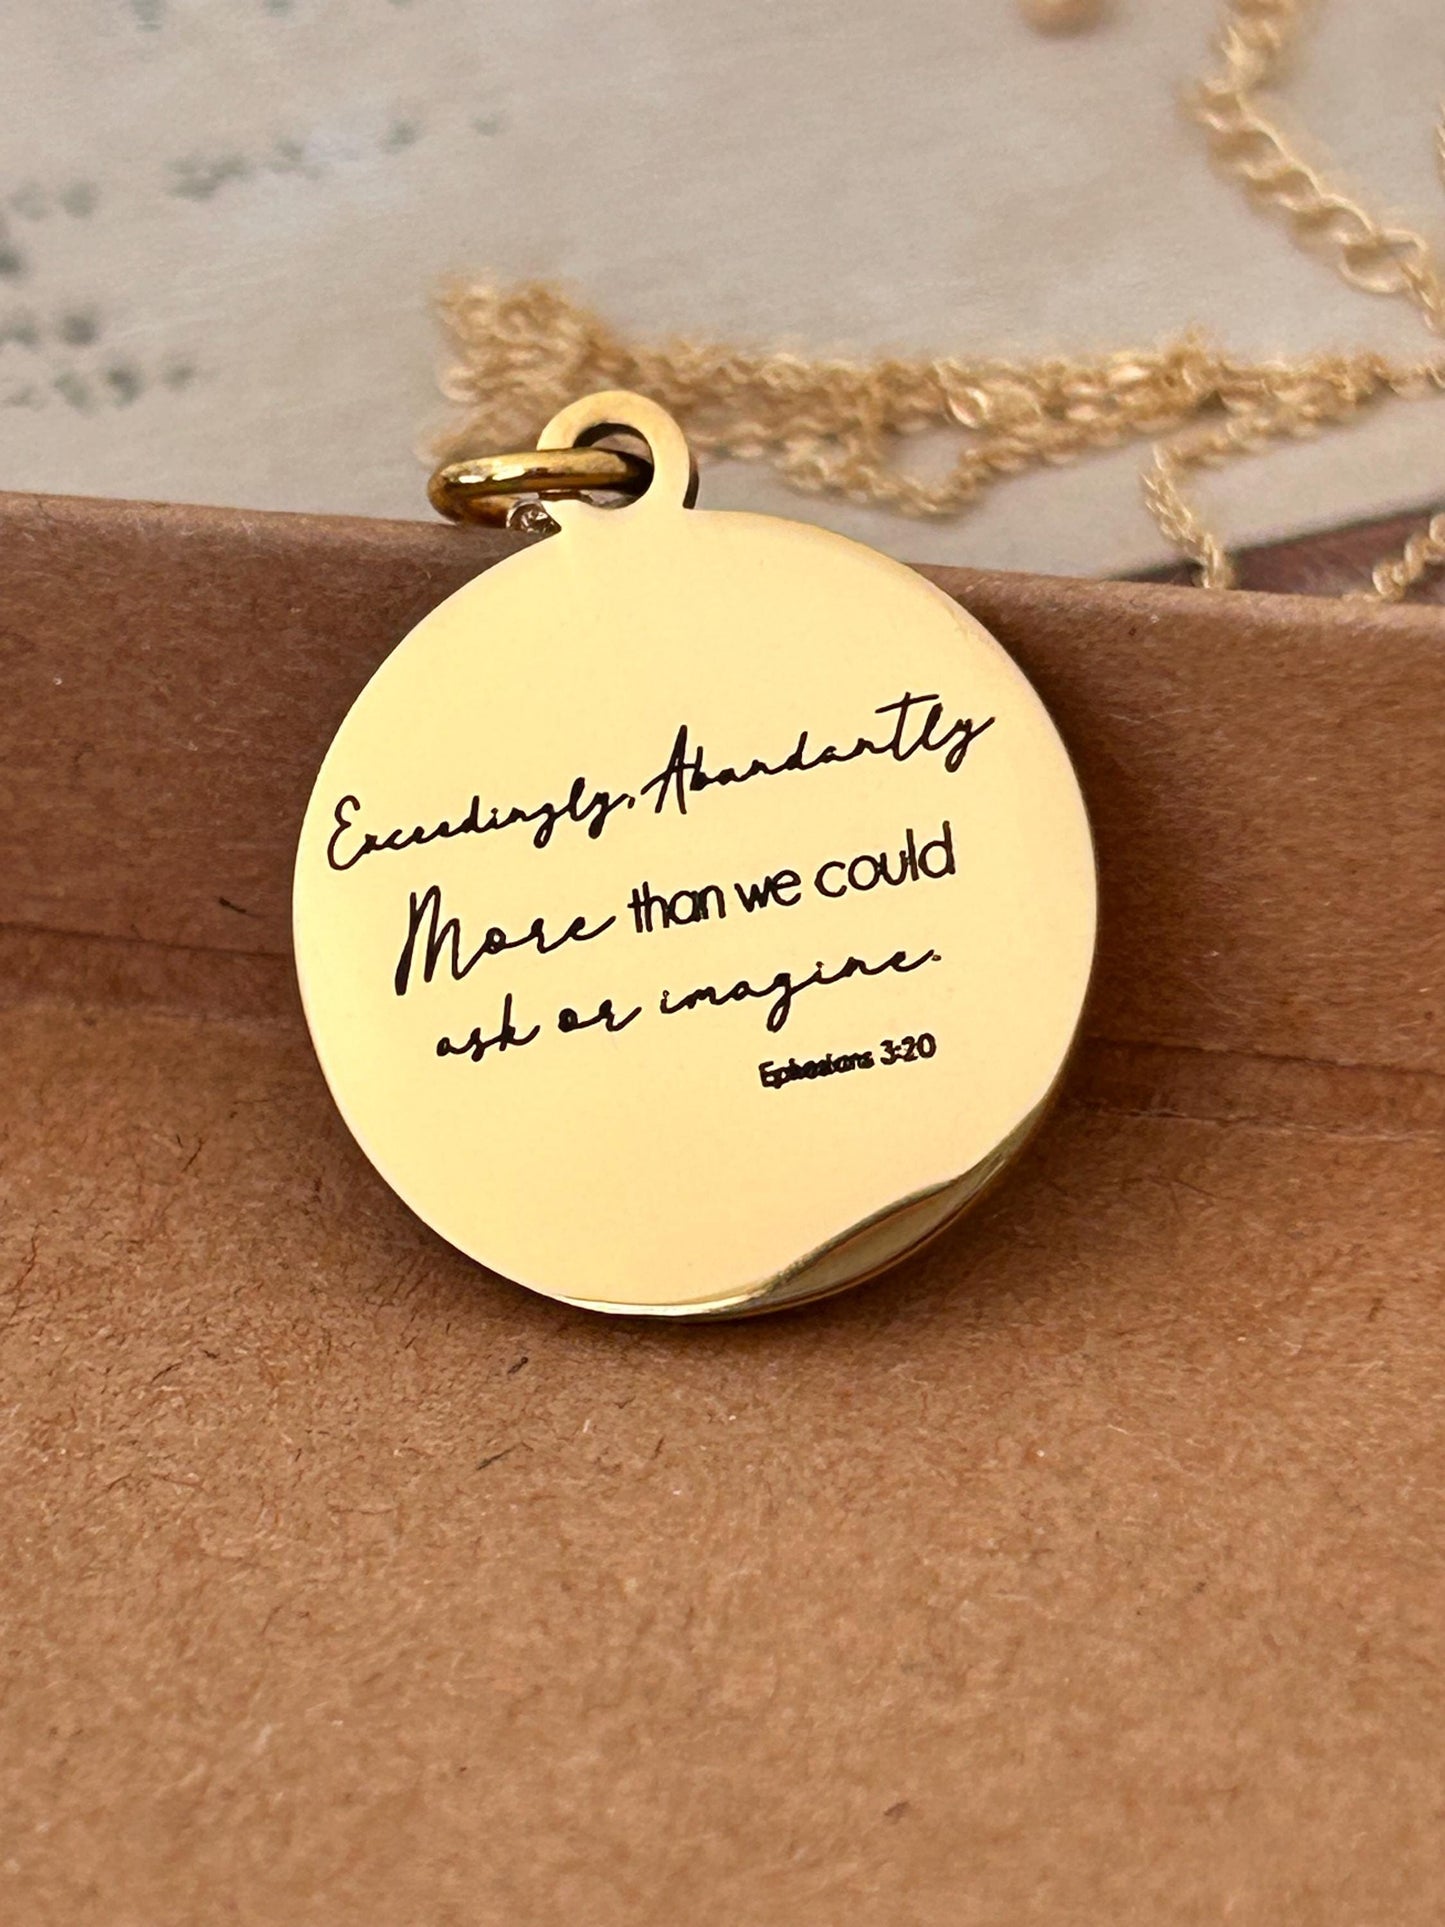 Exceedingly, Abundantly
More than we could
ask or imagine.
Ephesians 3:20